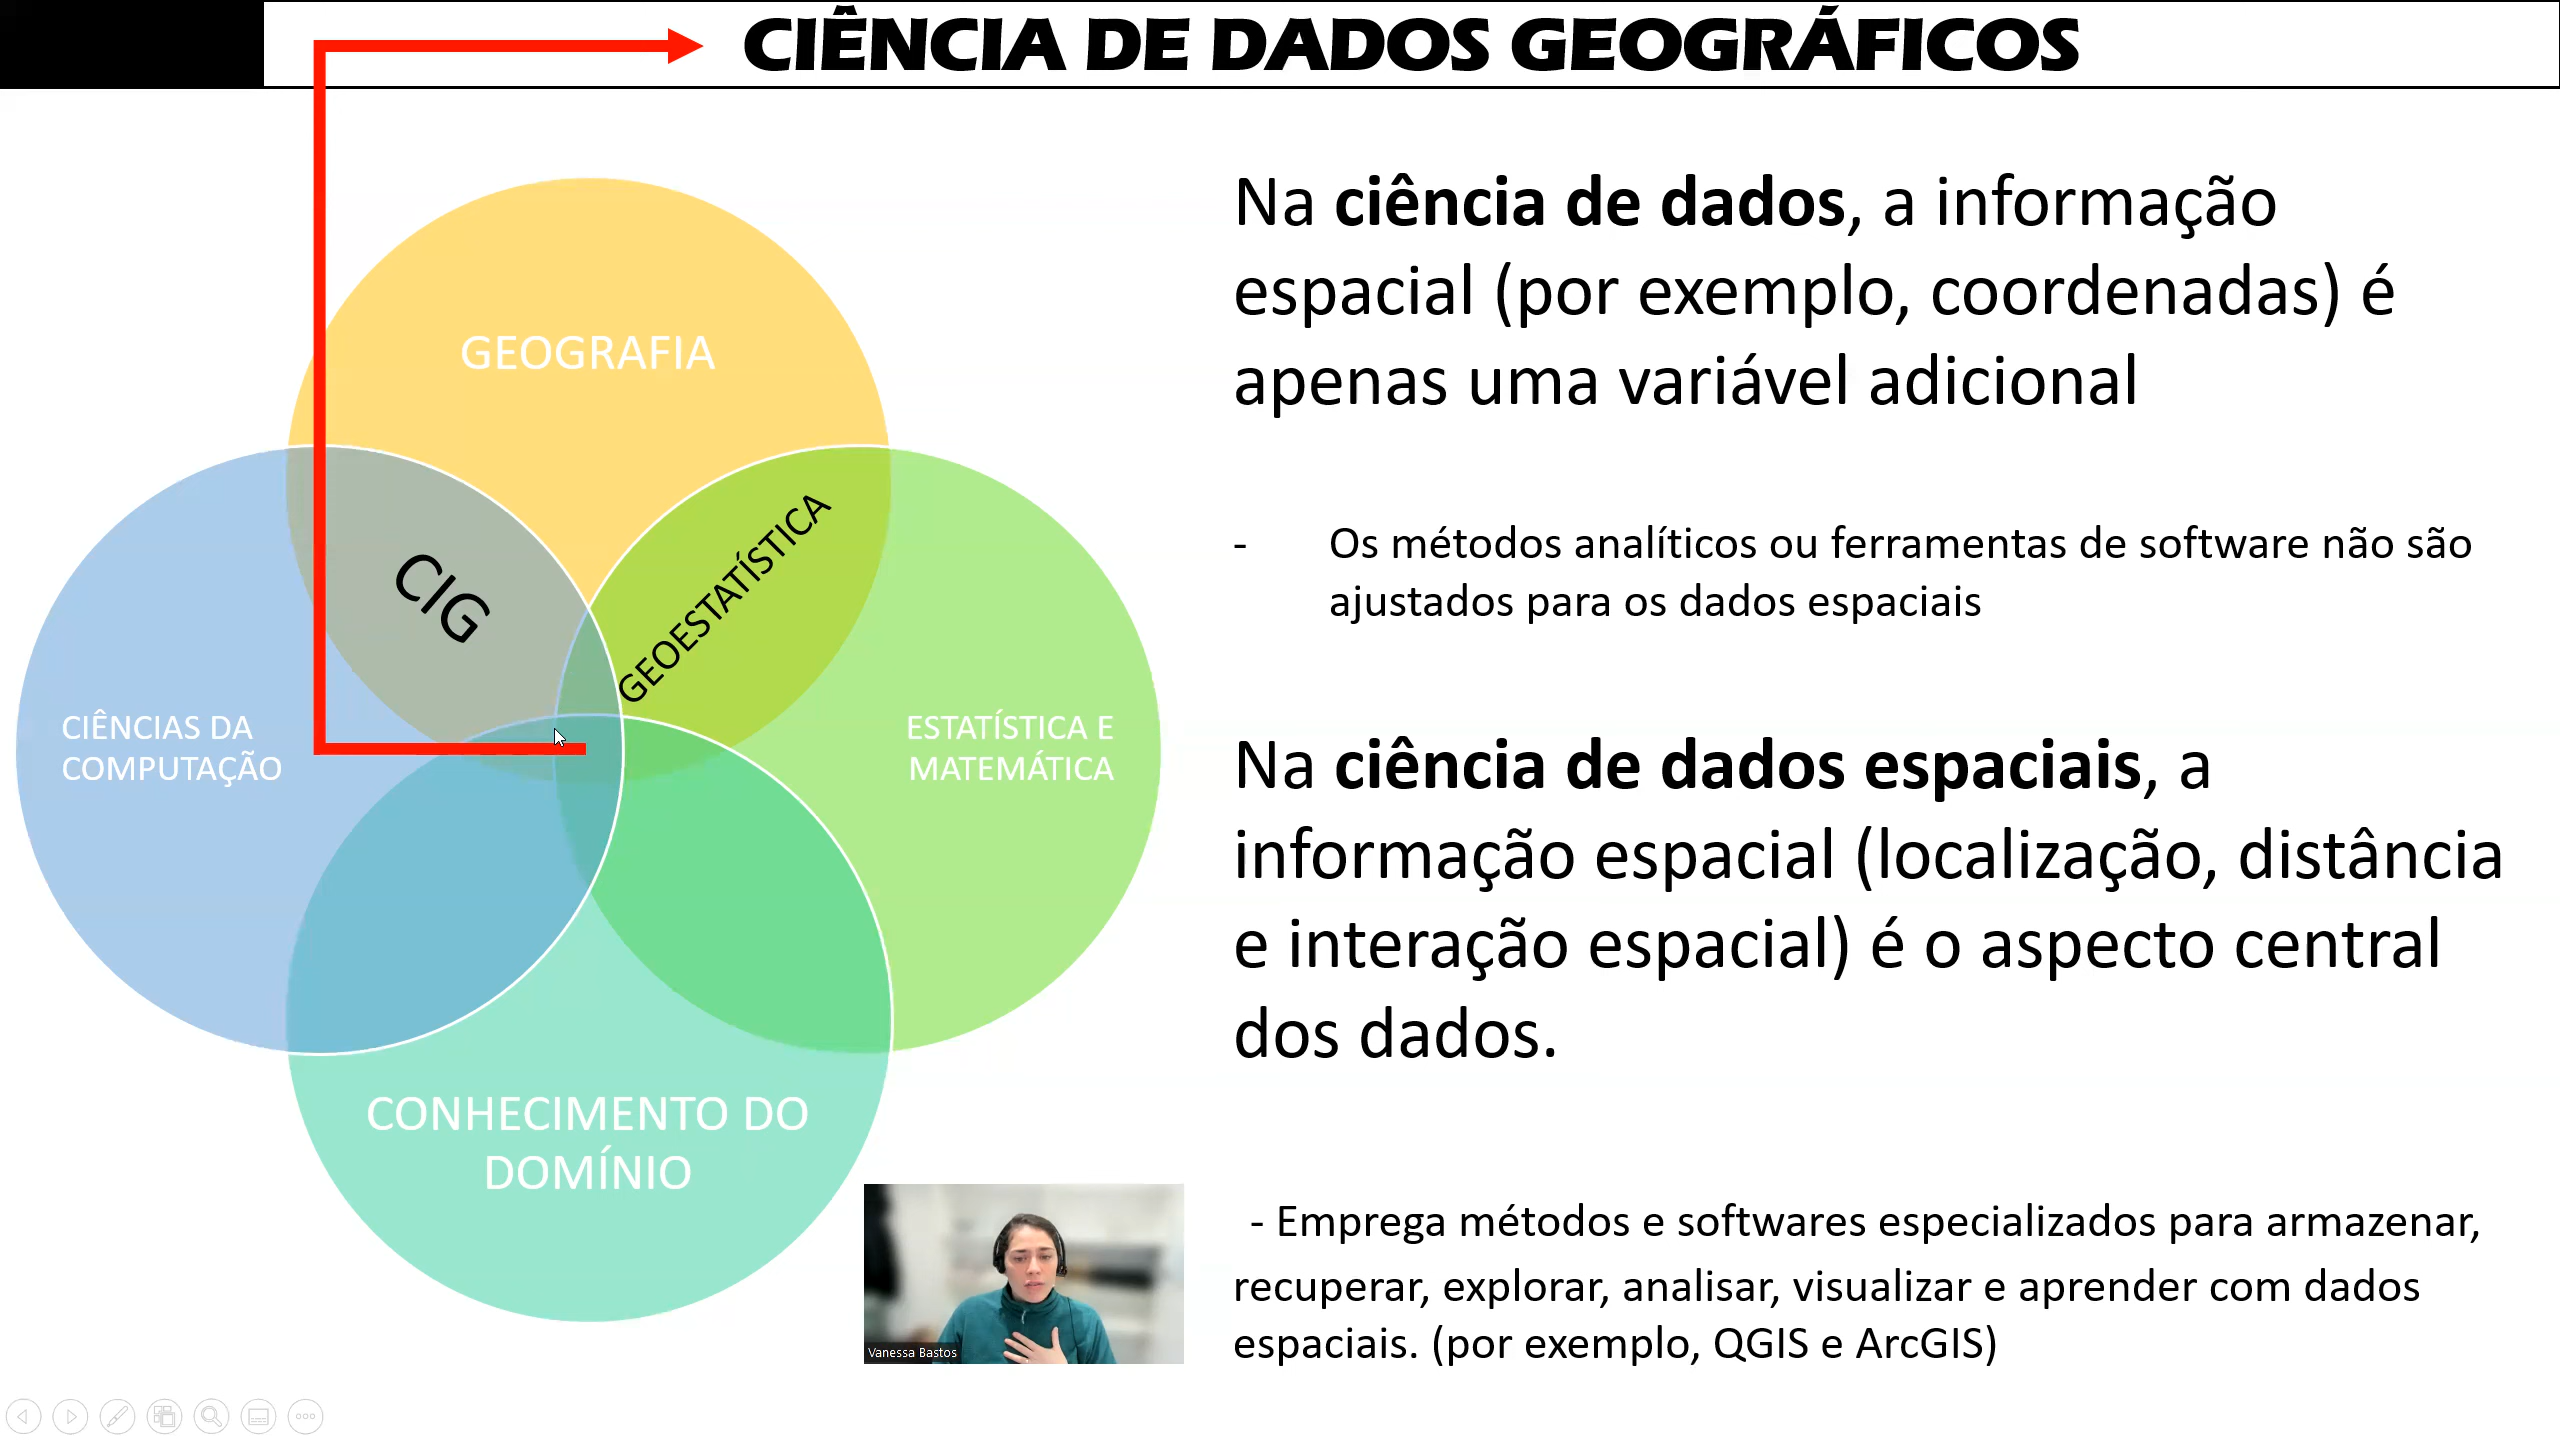 CIÊNCIA DE DADOS GEOGRÁFICOS
GEOGRAFIA
CIG
GEOESTATÍSTICA
CIÊNCIAS DA
COMPUTAÇÃO
ESTATÍSTICA E
MATEMÁTICA
CONHECIMENTO DO
DOMÍNIO
Na ciência de dados, a informação
espacial (por exemplo, coordenadas) é
apenas uma variável adicional
- Os métodos analíticos ou ferramentas de software não são
ajustados para os dados espaciais
Na ciência de dados espaciais, a
informação espacial (localização, distância
e interação espacial) é o aspecto central
dos dados.
- Emprega métodos e softwares especializados para armazenar,
recuperar, explorar, analisar, visualizar e aprender com dados
espaciais. (por exemplo, QGIS e ArcGIS)
Vanessa Bastos